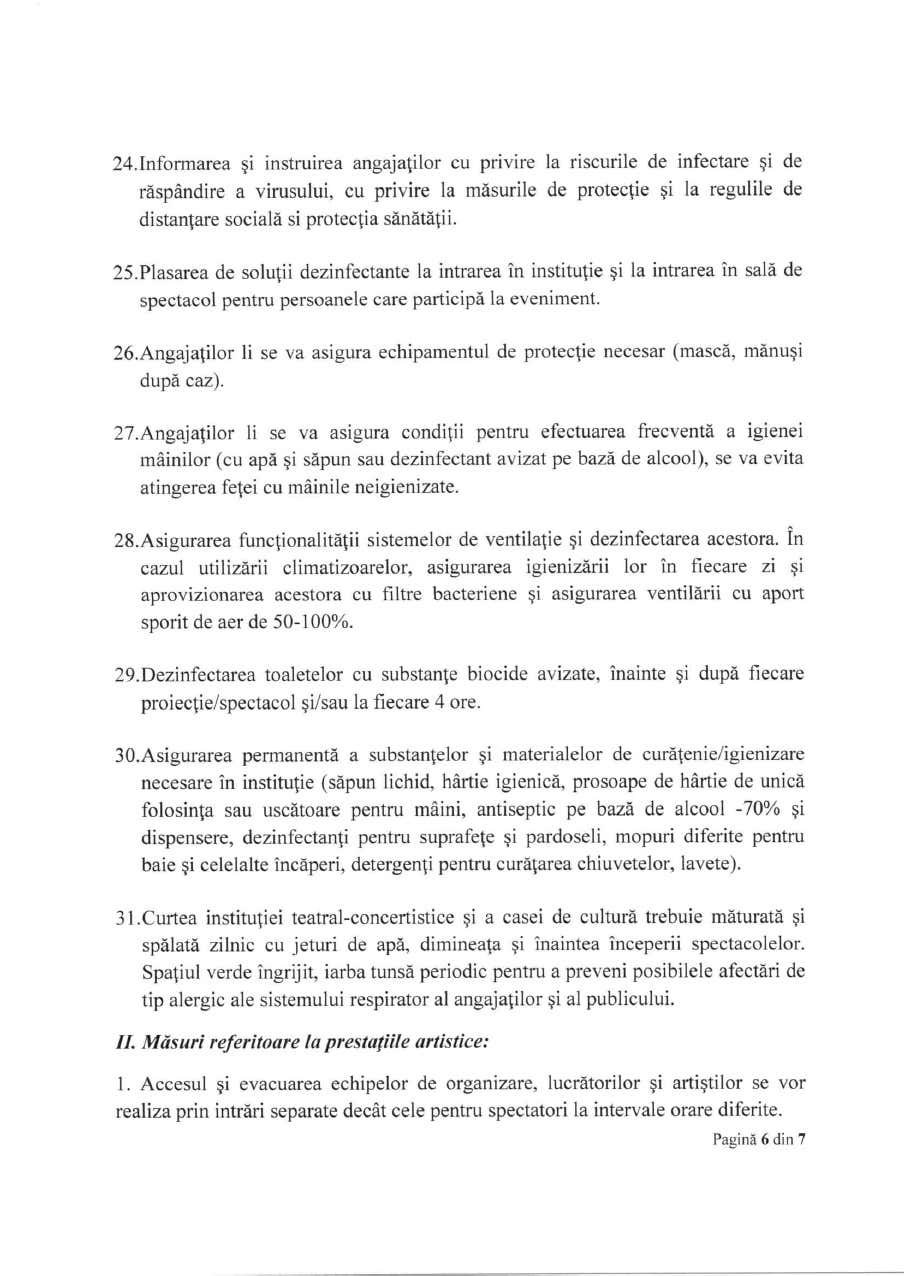 24.Informarea şi instruirea angajaţilor cu privire la riscurile de infectare şi de
răspândire a virusului, cu privire la măsurile de protecţie şi la regulile de
distanţare socială si protecţia sănătăţii.
25.Plasarea de soluţii dezinfectante la intrarea în instituţie şi la intrarea în sală de
spectacol pentru persoanele care participă la eveniment.
26.Angajaţilor li se va asigura echipamentul de protecţie necesar (mască, mănuşi
după caz).
27.Angajaţilor li se va asigura condiţii pentru efectuarea frecventă a igienei
mâinilor (cu apă şi săpun sau dezinfectant avizat pe bază de alcool), se va evita
atingerea feţei cu mâinile neigienizate.
28.Asigurarea funcţionalităţii sistemelor de ventilaţie şi dezinfectarea acestora. În
cazul utilizării climatizoarelor, asigurarea igienizării lor în fiecare zi şi
aprovizionarea acestora cu filtre bacteriene şi asigurarea ventilării cu aport
sporit de aer de 50-100%.
29.Dezinfectarea toaletelor cu substanţe biocide avizate, înainte şi după fiecare
proiecţie/spectacol şi/sau la fiecare 4 ore.
30.Asigurarea permanentă a substanţelor şi materialelor de curăţenie/igienizare
necesare în instituţie (săpun lichid, hârtie igienică, prosoape de hârtie de unică
folosinţa sau uscătoare pentru mâini, antiseptic pe bază de alcool -70% şi
dispensere, dezinfectanţi pentru suprafeţe şi pardoseli, mopuri diferite pentru
baie şi celelalte încăperi, detergenţi pentru curăţarea chiuvetelor, lavete).
31.Curtea instituţiei teatral-concertistice şi a casei de cultură trebuie măturată şi
spălată zilnic cu jeturi de apă, dimineaţa şi înaintea începerii spectacolelor.
Spaţiul verde îngrijit, iarba tunsă periodic pentru a preveni posibilele afectări de
tip alergic ale sistemului respirator al angajaţilor şi al publicului.
II. Măsuri referitoare la prestaţiile artistice:
1. Accesul şi evacuarea echipelor de organizare, lucrătorilor şi artiştilor se vor
realiza prin intrări separate decât cele pentru spectatori la intervale orare diferite.
Pagină 6 din 7